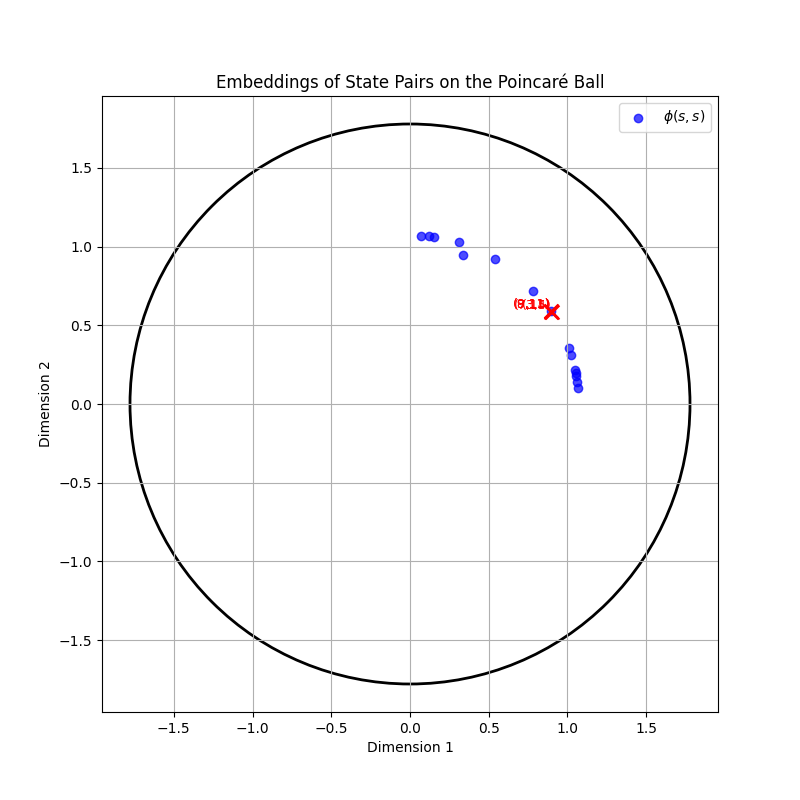 Embeddings of State Pairs on the Poincaré Ball
ϕ(s, s)
1.5
1.0
0.5
0.0
−0.5
−1.0
−1.5
Dimension 2
−1.5 −1.0 −0.5 0.0 0.5 1.0 1.5
Dimension 1